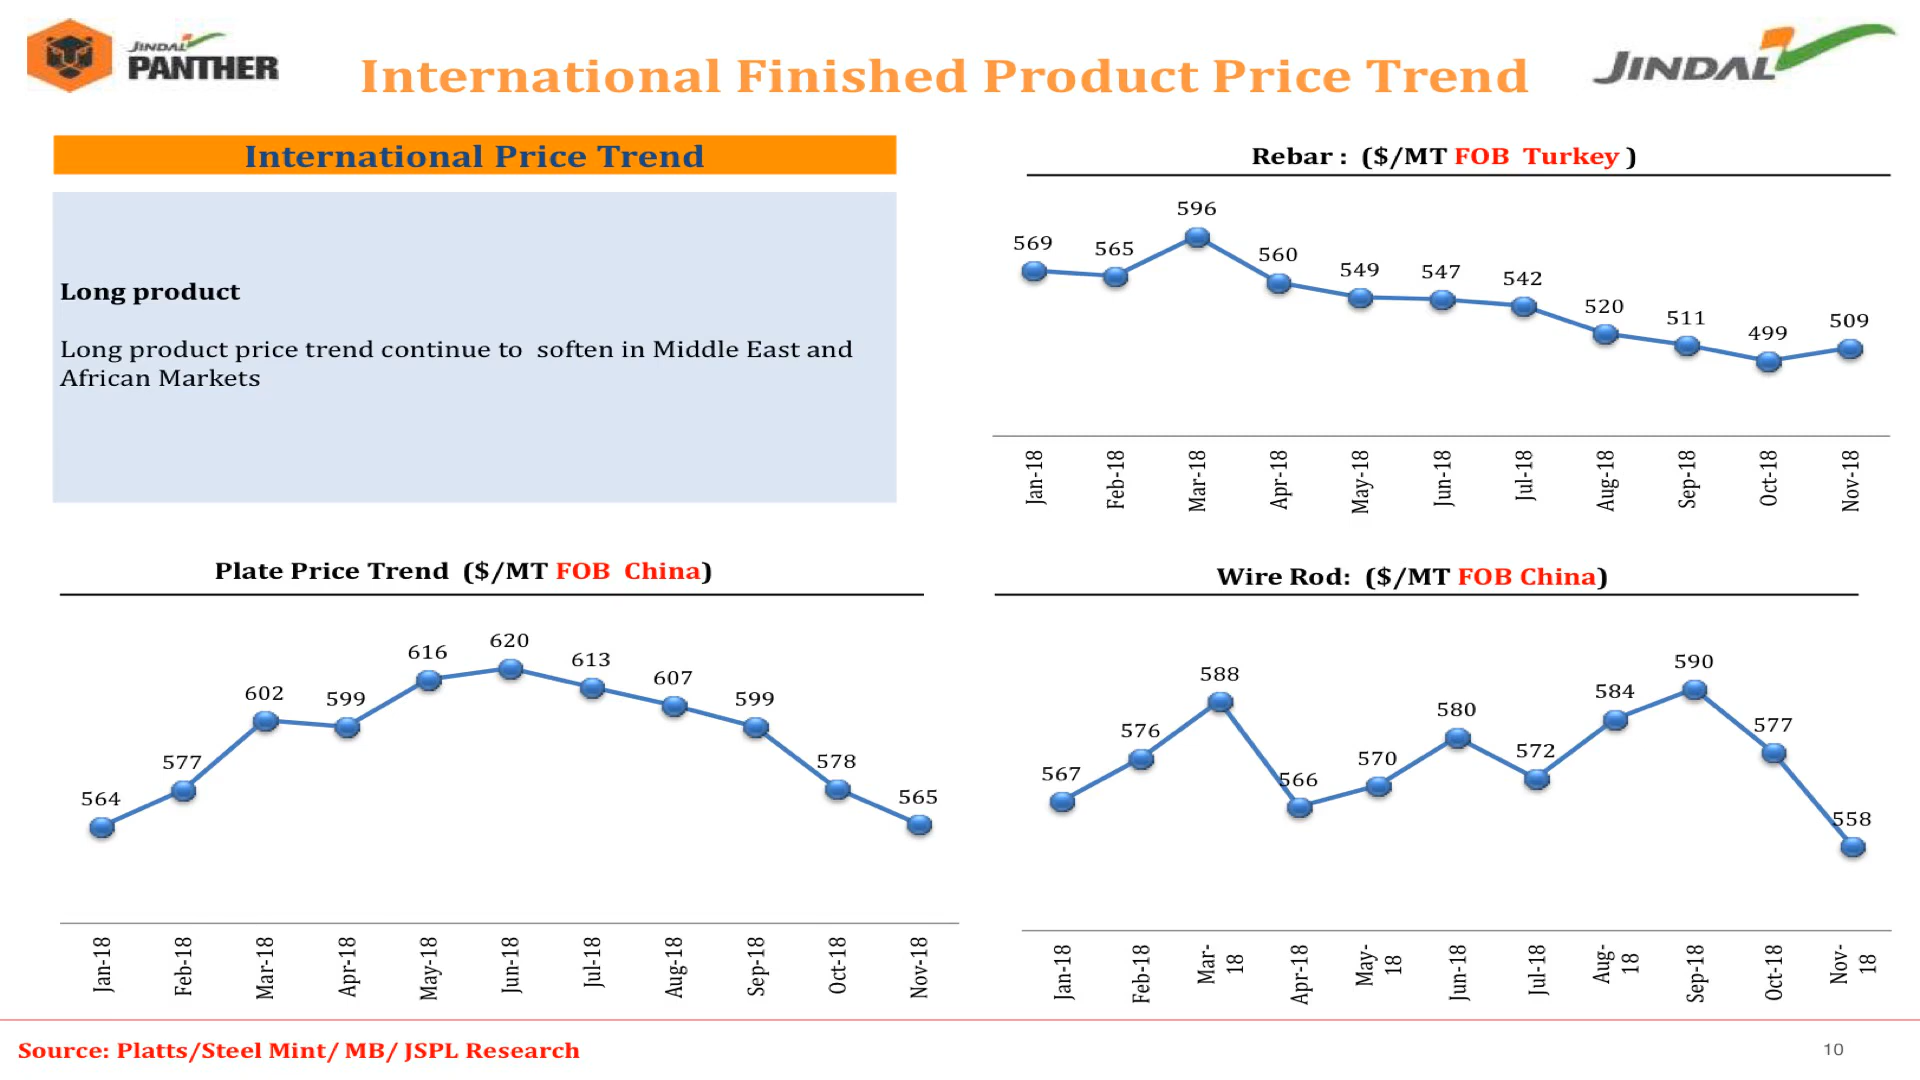 JINDAL
PANTHER
International Finished Product Price Trend
JINDAL
International Price Trend
Long product
Long product price trend continue to soften in Middle East and
African Markets
Rebar : ($/MT FOB Turkey )
569
565
596
560
549
547
542
520
511
499
509
Jan-18
Feb-18
Mar-18
Apr-18
May-18
Jun-18
Jul-18
Aug-18
Sep-18
Oct-18
Nov-18
Plate Price Trend ($/MT FOB China)
564
577
602
599
616
620
613
607
599
578
565
Jan-18
Feb-18
Mar-18
Apr-18
May-18
Jun-18
Jul-18
Aug-18
Sep-18
Oct-18
Nov-18
Wire Rod: ($/MT FOB China)
567
576
588
566
570
580
572
584
590
577
558
Jan-18
Feb-18
Mar-
18
Apr-18
May-
18
Jun-18
Jul-18
Aug-
18
Sep-18
Oct-18
Nov-
18
Source: Platts/Steel Mint/ MB/ JSPL Research
10